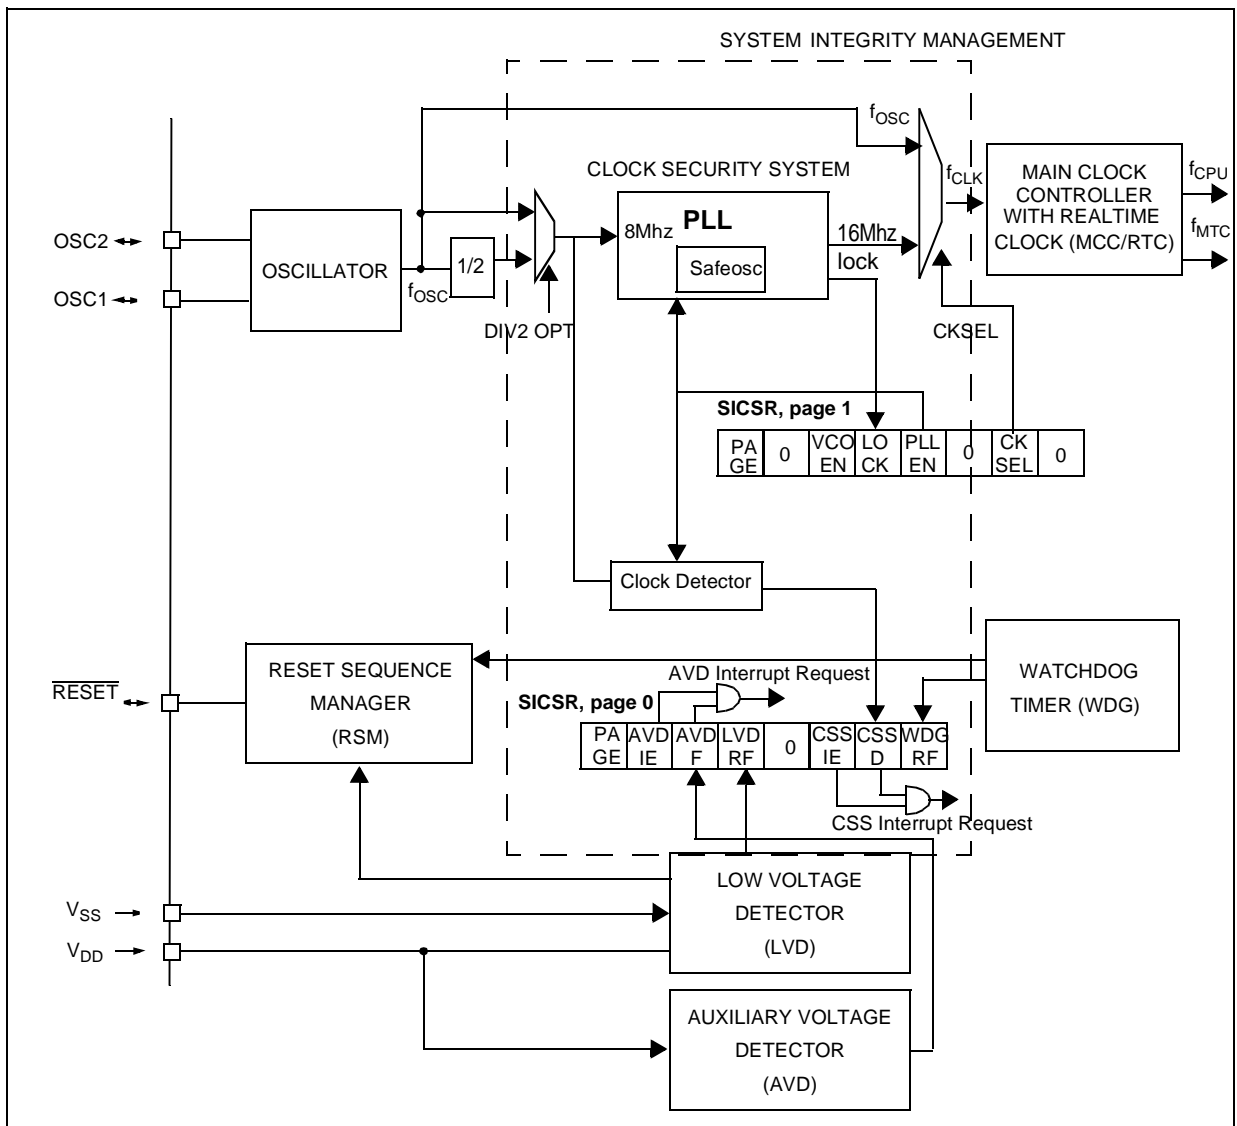 SYSTEM INTEGRITY MANAGEMENT
fOSC
CLOCK SECURITY SYSTEM
fCLK
MAIN CLOCK
CONTROLLER
WITH REALTIME
CLOCK (MCC/RTC)
fCPU
fMTC
OSC2
OSC1
OSCILLATOR
fOSC
1/2
DIV2 OPT
8Mhz
PLL
Safeosc
16Mhz
lock
CKSEL
SICSR, page 1
PA
GE
0
VCO
EN
LO
CK
PLL
EN
0
CK
SEL
0
Clock Detector
RESET
RESET SEQUENCE
MANAGER
(RSM)
AVD Interrupt Request
WATCHDOG
TIMER (WDG)
SICSR, page 0
PA
GE
AVD
IE
AVD
F
LVD
RF
0
CSS
IE
CSS
D
WDG
RF
CSS Interrupt Request
VSS
VDD
LOW VOLTAGE
DETECTOR
(LVD)
AUXILIARY VOLTAGE
DETECTOR
(AVD)